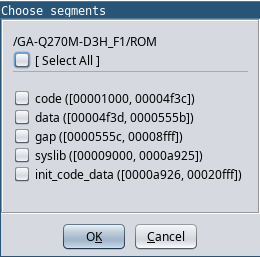 Choose segments
/GA-Q270M-D3H_F1/ROM
[ Select All ]
code ([00001000, 00004f3c])
data ([00004f3d, 0000555b])
gap ([0000555c, 00008fff])
syslib ([00009000, 0000a925])
init_code_data ([0000a926, 00020fff])
OK
Cancel